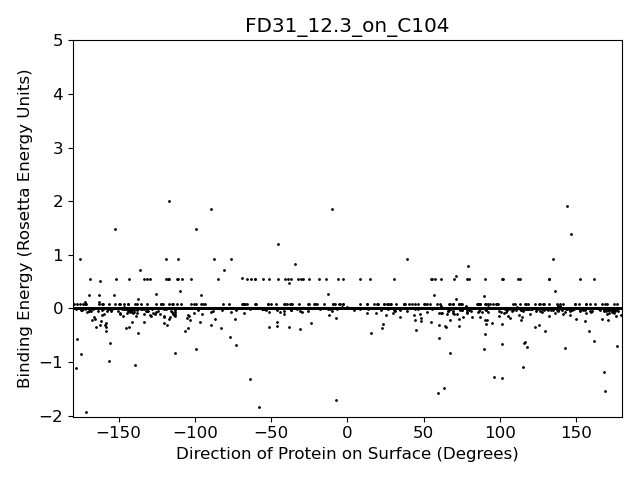 FD31_12.3_on_C104
Binding Energy (Rosetta Energy Units)
5
4
3
2
1
0
−1
−2
−150 −100 −50 0 50 100 150
Direction of Protein on Surface (Degrees)